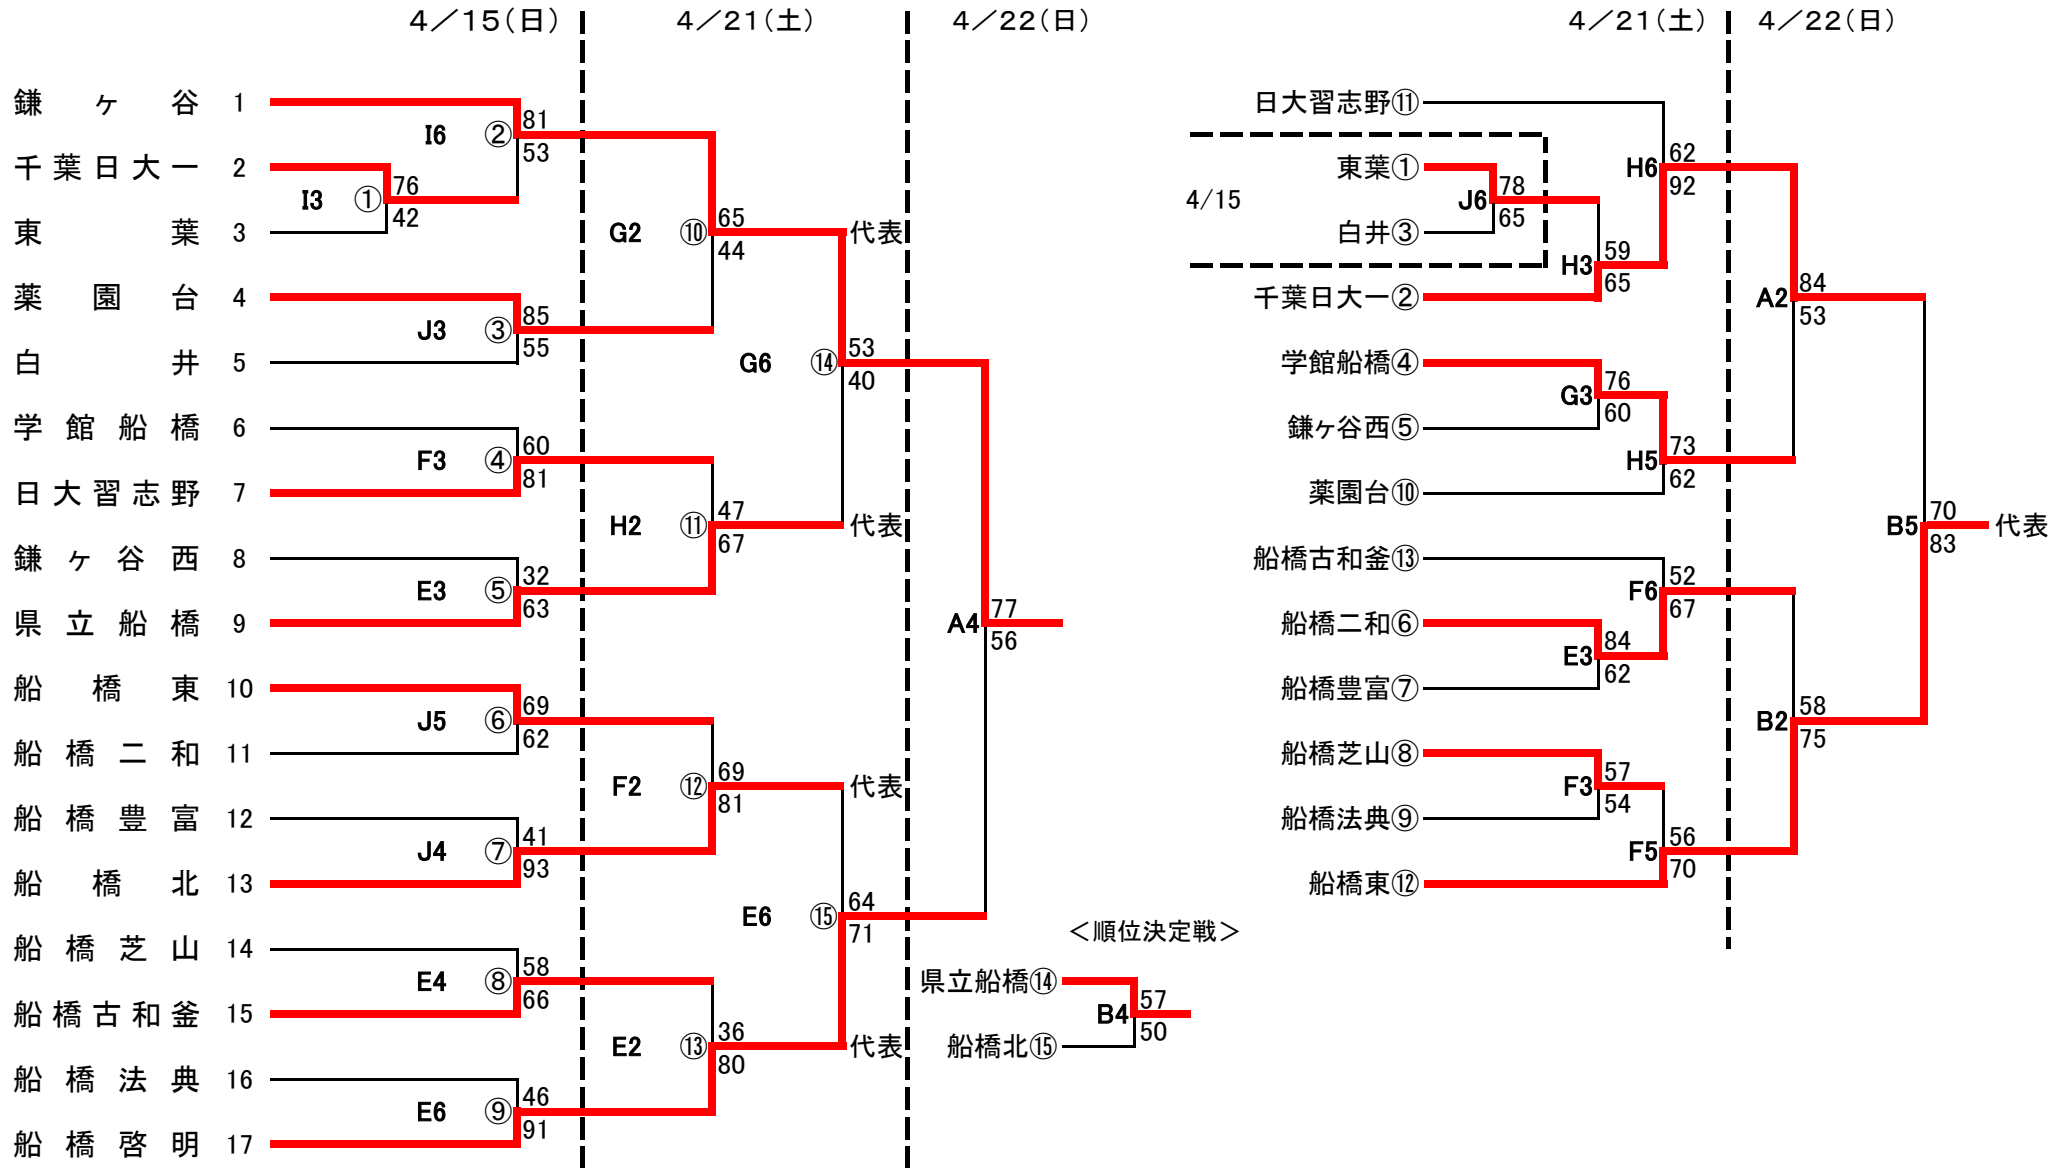 4／15(日)
4／21(土)
4／22(日)
鎌ヶ谷 1
千葉日大一 2
東葉 3
薬園台 4
白井 5
学館船橋 6
日大習志野 7
鎌ヶ谷西 8
県立船橋 9
船橋東 10
船橋二和 11
船橋豊富 12
船橋北 13
船橋芝山 14
船橋古和釜 15
船橋法典 16
船橋啓明 17
I3 ① 76 42
I6 ② 81 53
J3 ③ 85 55
F3 ④ 60 81
E3 ⑤ 32 63
J5 ⑥ 69 62
J4 ⑦ 41 93
E4 ⑧ 58 66
E6 ⑨ 46 91
G2 ⑩ 65 44 代表
H2 ⑪ 47 67 代表
F2 ⑫ 69 81 代表
E2 ⑬ 36 80 代表
G6 ⑭ 53 40
E6 ⑮ 64 71
A4 77 56
＜順位決定戦＞
県立船橋⑭
船橋北⑮
B4 57 50
4／21(土)
4／22(日)
日大習志野⑪
4/15
東葉①
白井③
千葉日大一②
学館船橋④
鎌ヶ谷西⑤
薬園台⑩
船橋古和釜⑬
船橋二和⑥
船橋豊富⑦
船橋芝山⑧
船橋法典⑨
船橋東⑫
J6 78 65
H3 59 65
H6 62 92
G3 76 60
H5 73 62
E3 84 62
F6 52 67
F3 57 54
F5 56 70
A2 84 53
B2 58 75
B5 70 83 代表